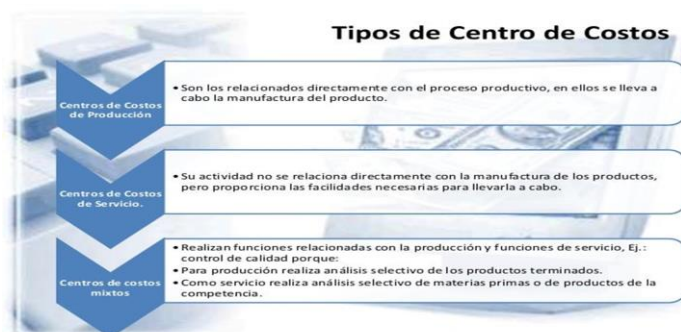 Tipos de Centro de Costos
Centros de Costos
de Producción
• Son los relacionados directamente con el proceso productivo, en ellos se lleva a
cabo la manufactura del producto.
Centros de Costos
de Servicio.
• Su actividad no se relaciona directamente con la manufactura de los productos,
pero proporciona las facilidades necesarias para llevarla a cabo.
Centros de costos
mixtos
• Realizan funciones relacionadas con la producción y funciones de servicio, Ej.:
control de calidad porque:
• Para producción realiza análisis selectivo de los productos terminados.
• Como servicio realiza análisis selectivo de materias primas o de productos de la
competencia.